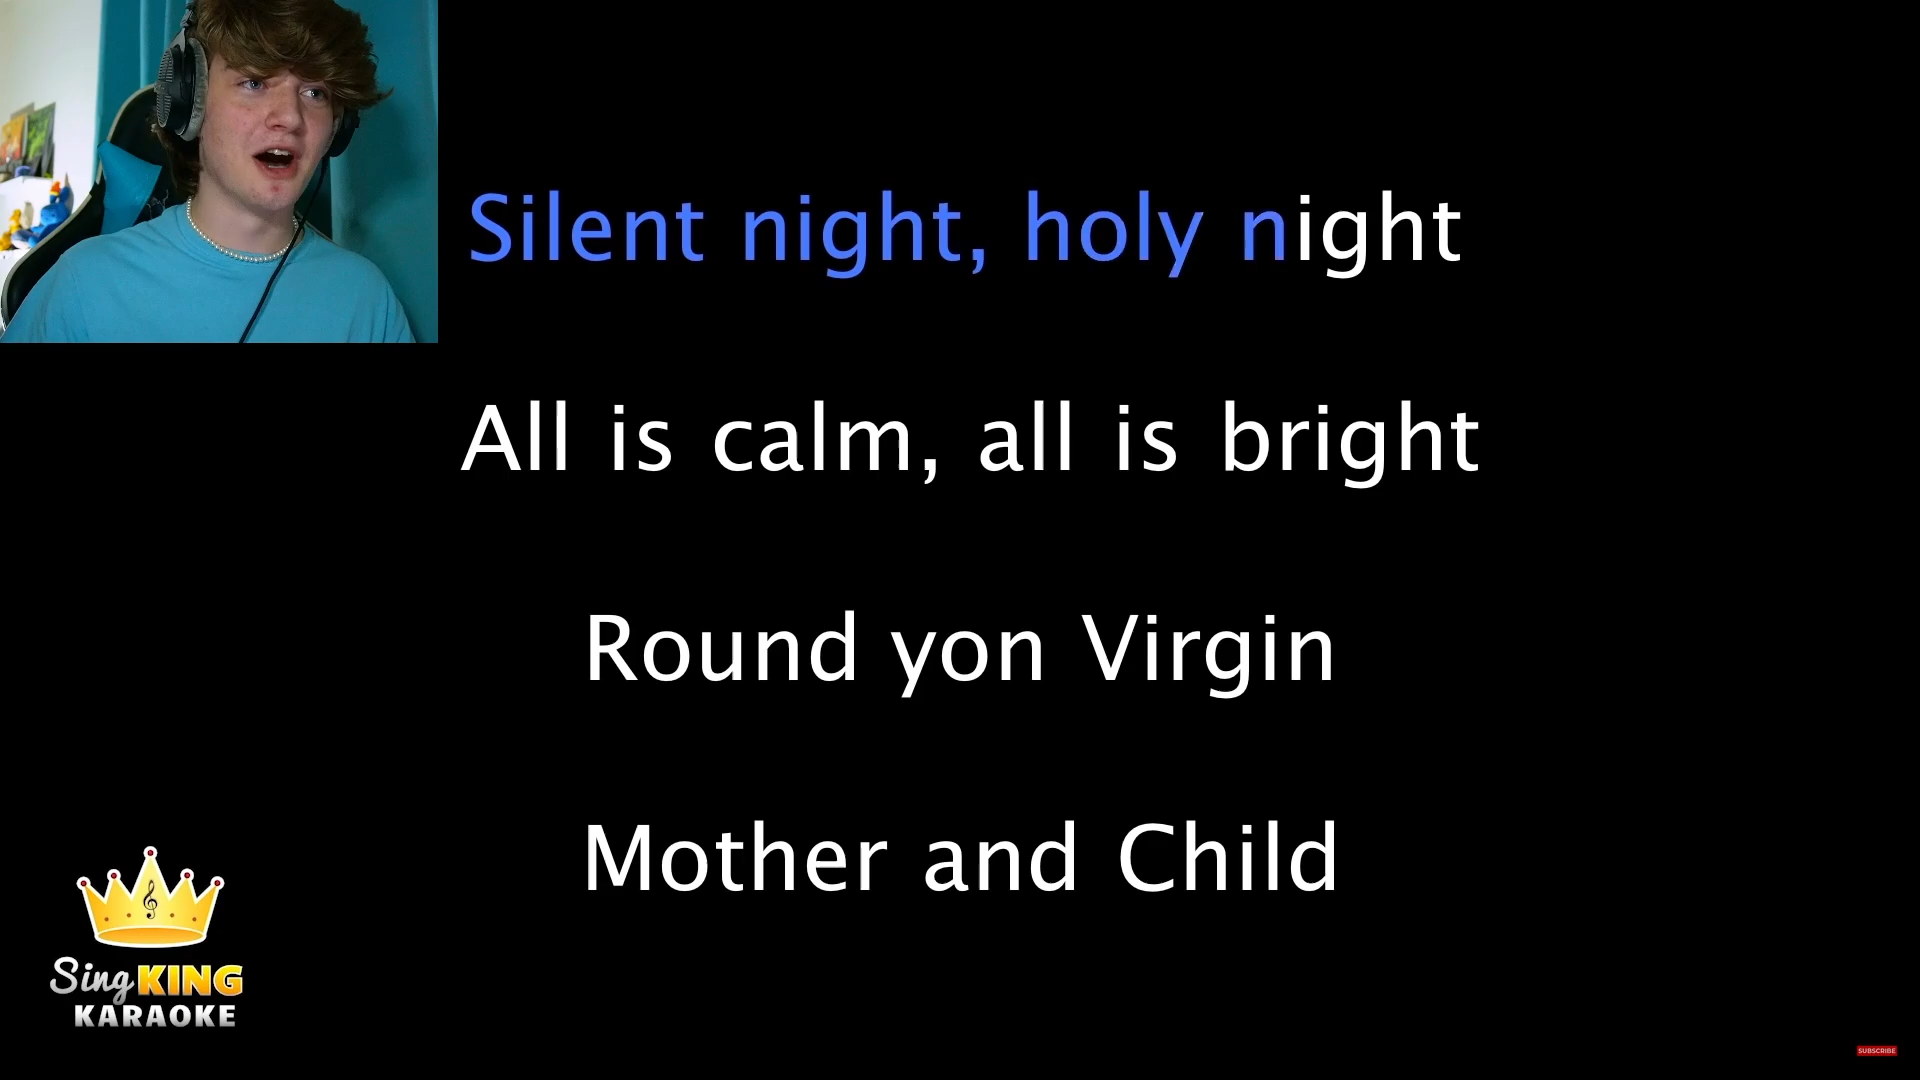 Silent night, holy night
All is calm, all is bright
Round yon Virgin
Mother and Child
Sing KING
KARAOKE
SUBSCRIBE